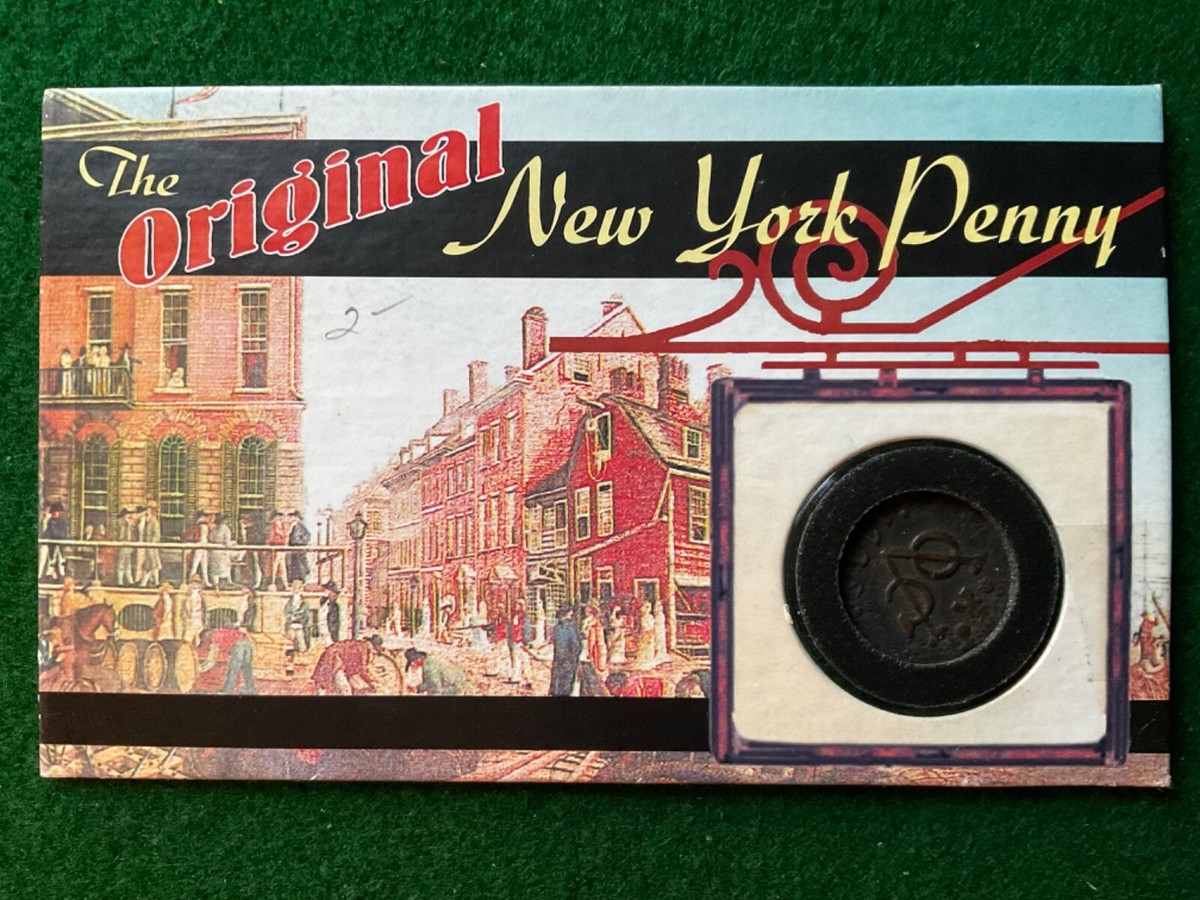 The Original New York Penny
2-